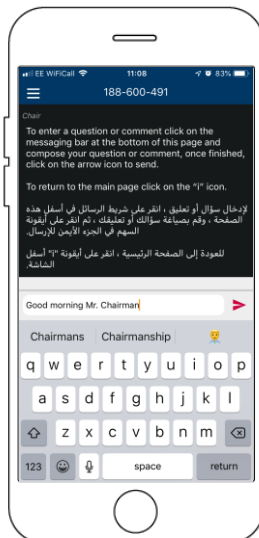 EE WiFiCall 11:08 83%
188-600-491
Chair
To enter a question or comment click on the
messaging bar at the bottom of this page and
compose your question or comment, once finished,
click on the arrow icon to send.
To return to the main page click on the “i” icon.
لإدخال سؤال أو تعليق ، انقر على شريط الرسائل في أسفل هذه
الصفحة ، وقم بصياغة سؤالك أو تعليقك ، ثم انقر على أيقونة
السهم في الجزء الأيمن للإرسال.
للعودة إلى الصفحة الرئيسية ، انقر على أيقونة "i" أسفل
الشاشة.
Good morning Mr. Chairman
Chairmans Chairmanship
q w e r t y u i o p
a s d f g h j k l
z x c v b n m
123 space return